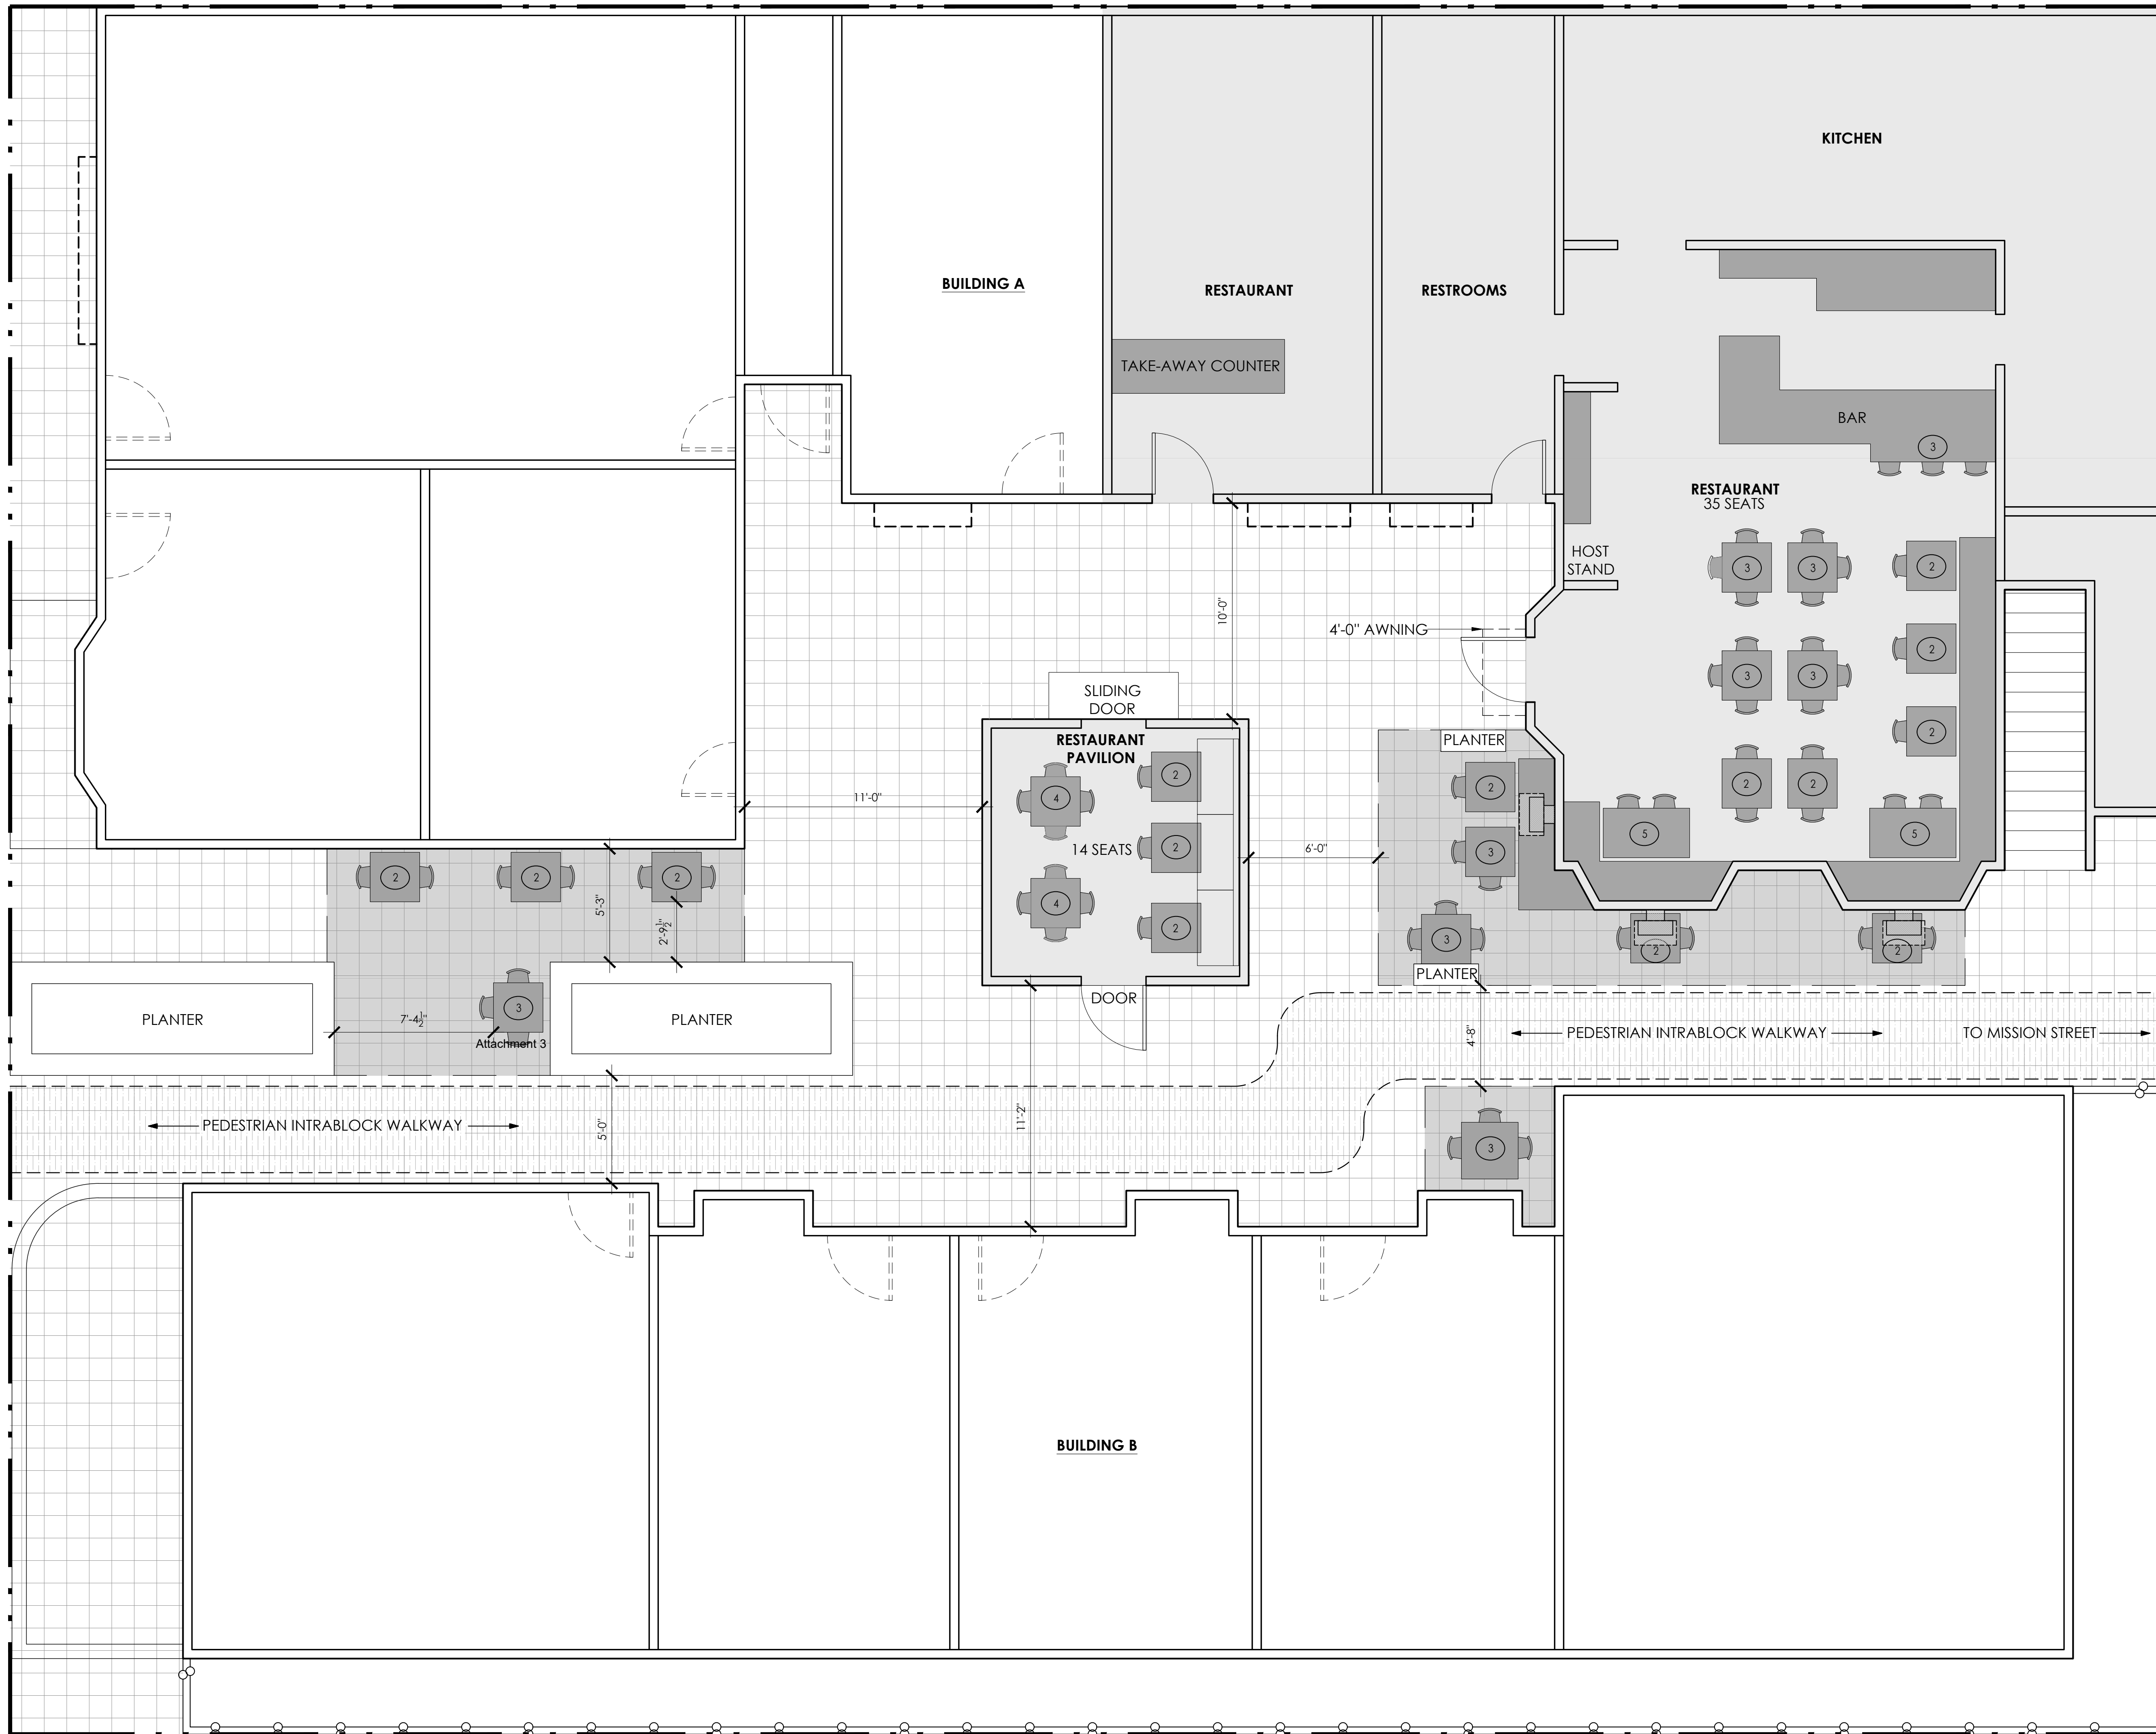 KITCHEN
BUILDING A
RESTAURANT
RESTROOMS
TAKE-AWAY COUNTER
BAR
3
RESTAURANT
35 SEATS
HOST
STAND
3
3
2
10'-0"
4'-0" AWNING
2
3
3
SLIDING
DOOR
2
RESTAURANT
PAVILION
PLANTER
2
2
2
2
4
11'-0"
5
5
14 SEATS
2
6'-0"
3
2
2
2
5'-3"
2'-9½"
4
2
3
2
2
PLANTER
DOOR
3
PLANTER
7'-4½"
PLANTER
Attachment 3
4'-8"
PEDESTRIAN INTRABLOCK WALKWAY
TO MISSION STREET
PEDESTRIAN INTRABLOCK WALKWAY
5'-0"
11'-2"
3
BUILDING B